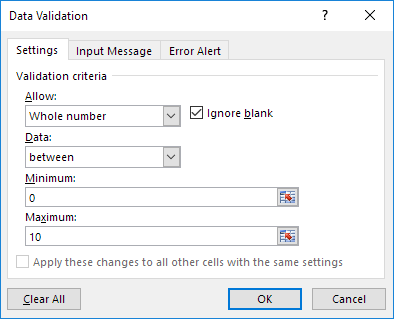 Data Validation
?
Settings Input Message Error Alert
Validation criteria
Allow:
Whole number Ignore blank
Data:
between
Minimum:
0
Maximum:
10
Apply these changes to all other cells with the same settings
Clear All OK Cancel